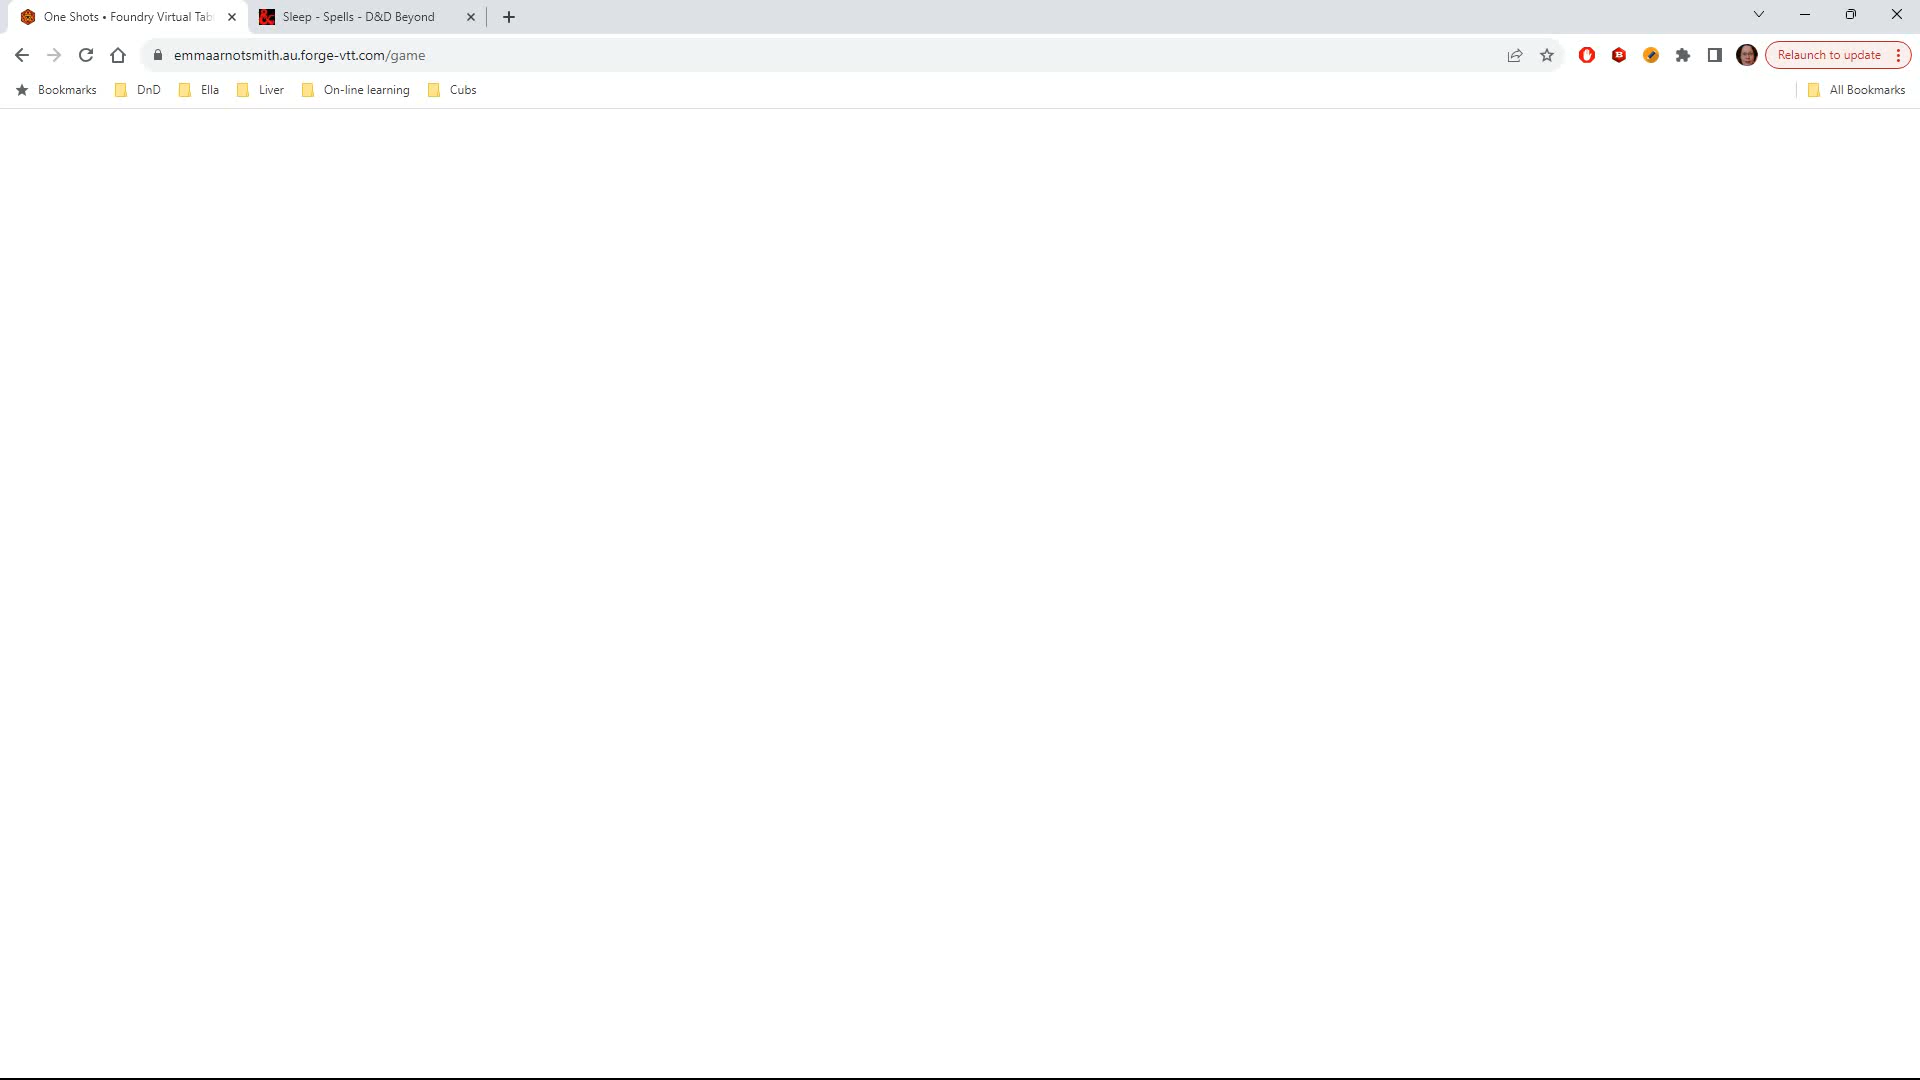 One Shots • Foundry Virtual Tab
Sleep - Spells - D&D Beyond
emmaarnotsmith.au.forge-vtt.com/game
Relaunch to update
Bookmarks
DnD
Ella
Liver
On-line learning
Cubs
All Bookmarks